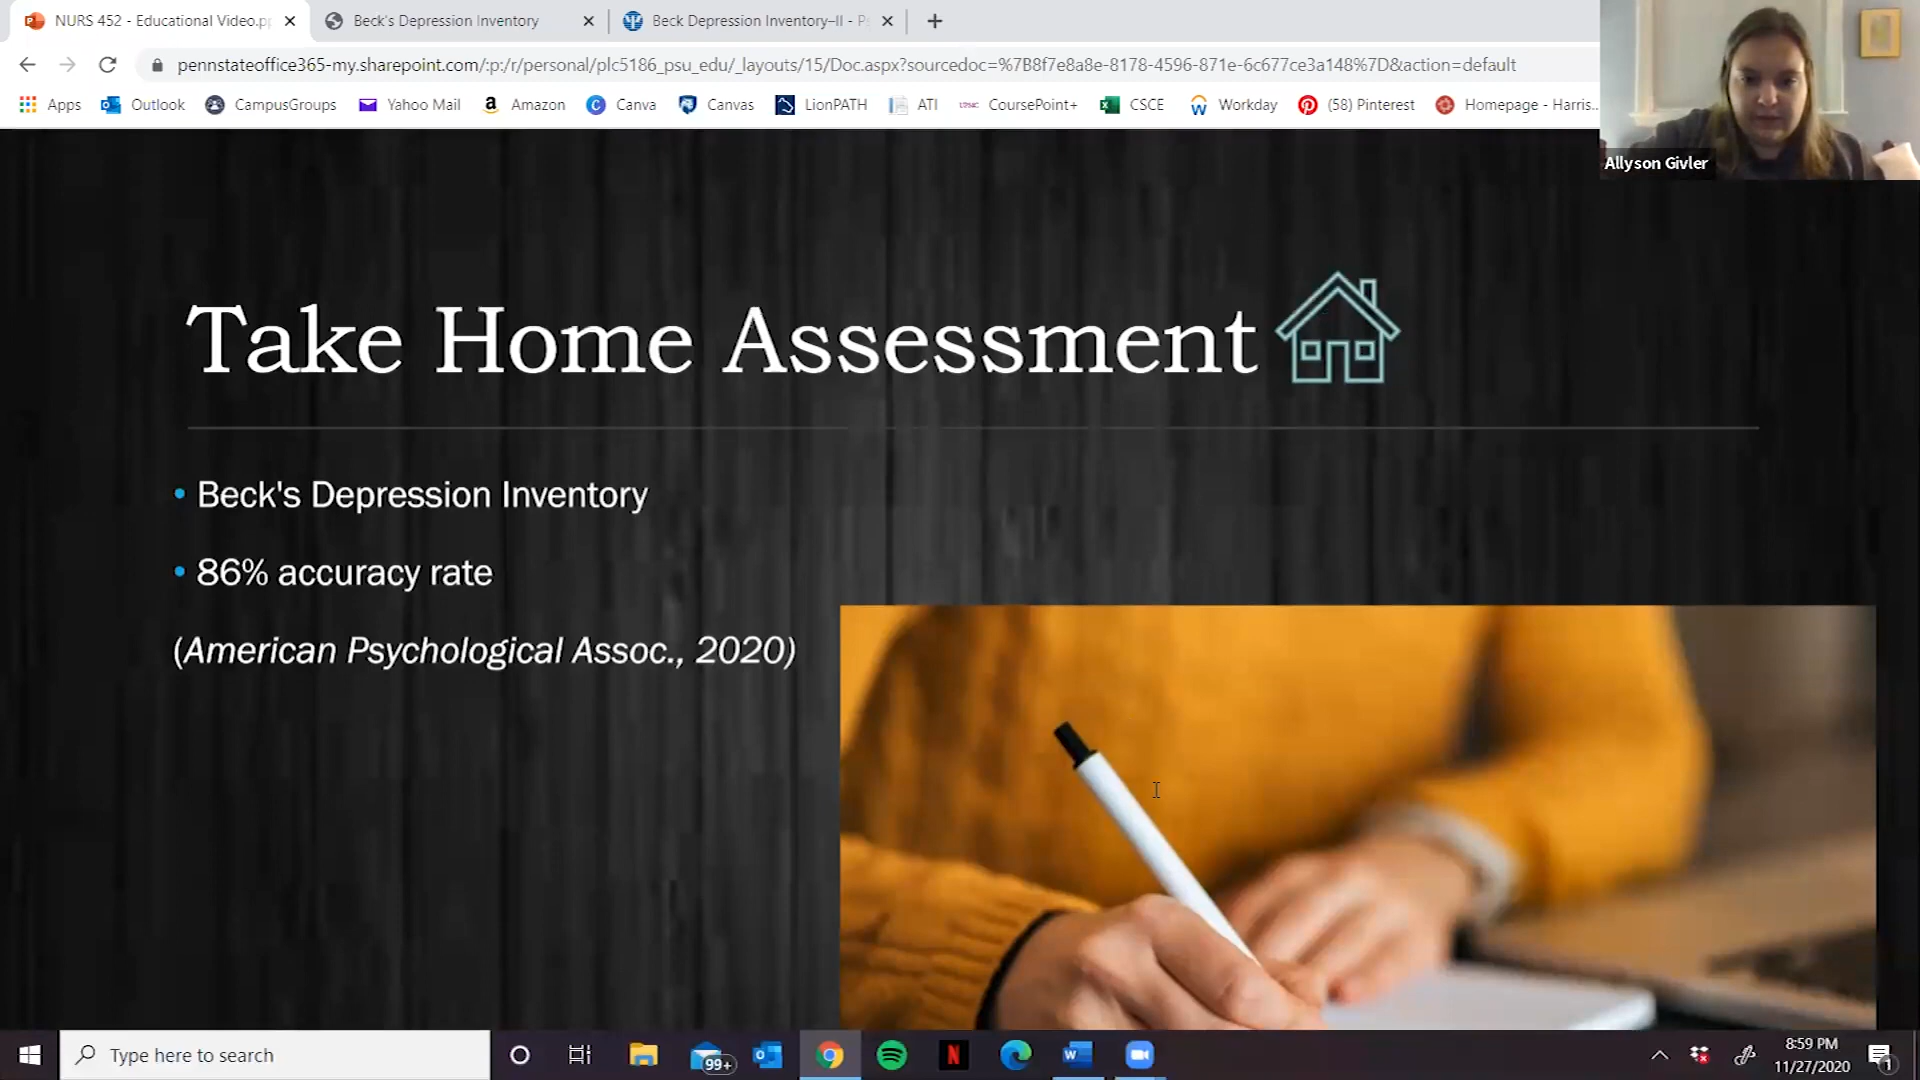 NURS 452 - Educational Video.pp
Beck's Depression Inventory
Beck Depression Inventory–II - Ps
pennstateoffice365-my.sharepoint.com/:p:/r/personal/plc5186_psu_edu/_layouts/15/Doc.aspx?sourcedoc=%7B8f7e8a8e-8178-4596-871e-6c677ce3a148%7D&action=default
Apps
Outlook
CampusGroups
Yahoo Mail
Amazon
Canva
Canvas
LionPATH
ATI
CoursePoint+
CSCE
Workday
(58) Pinterest
Homepage - Harris...
Allyson Givler
Take Home Assessment
• Beck's Depression Inventory
• 86% accuracy rate
(American Psychological Assoc., 2020)
Type here to search
99+
8:59 PM
11/27/2020
1